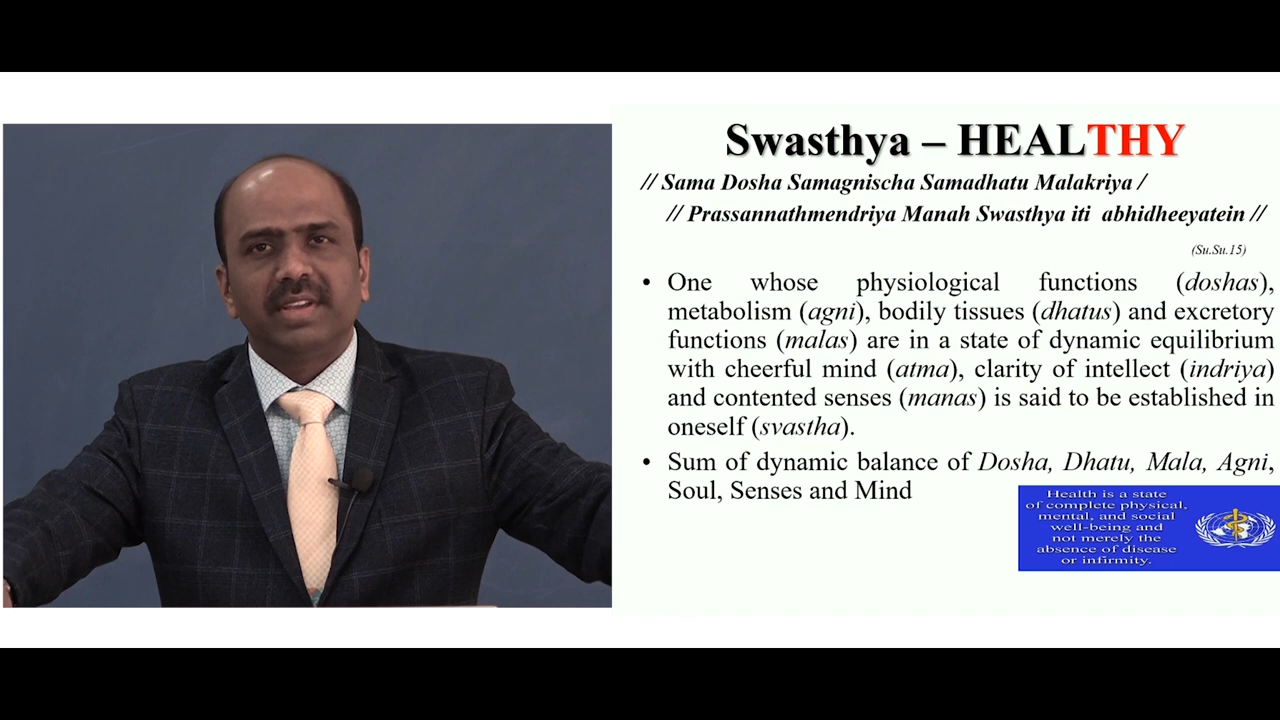 Swasthya – HEALTHY
// Sama Dosha Samagnischa Samadhatu Malakriya /
// Prassannathmendriya Manah Swasthya iti abhidheeyatein //
(Su.Su.15)
• One whose physiological functions (doshas),
metabolism (agni), bodily tissues (dhatus) and excretory
functions (malas) are in a state of dynamic equilibrium
with cheerful mind (atma), clarity of intellect (indriya)
and contented senses (manas) is said to be established in
oneself (svastha).
• Sum of dynamic balance of Dosha, Dhatu, Mala, Agni,
Soul, Senses and Mind
Health is a state
of complete physical,
mental, and social
well-being and
not merely the
absence of disease
or infirmity.